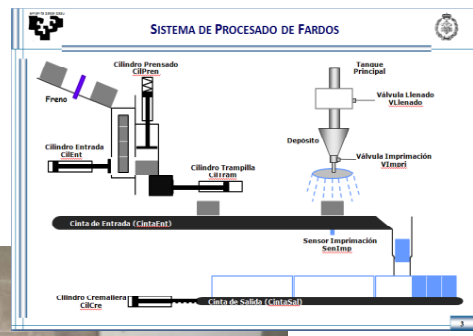 SISTEMA DE PROCESADO DE FARDOS
Cilindro Prensado
CilPren
Tanque
Principal
Freno
Válvula Llenado
VLlenado
Depósito
Cilindro Entrada
CilEnt
Cilindro Trampilla
CilTram
Válvula Imprimación
VImpri
Cinta de Entrada (CintaEnt)
Sensor Imprimación
SenImp
Cilindro Cremallera
CilCre
Cinta de Salida (CintaSal)
3